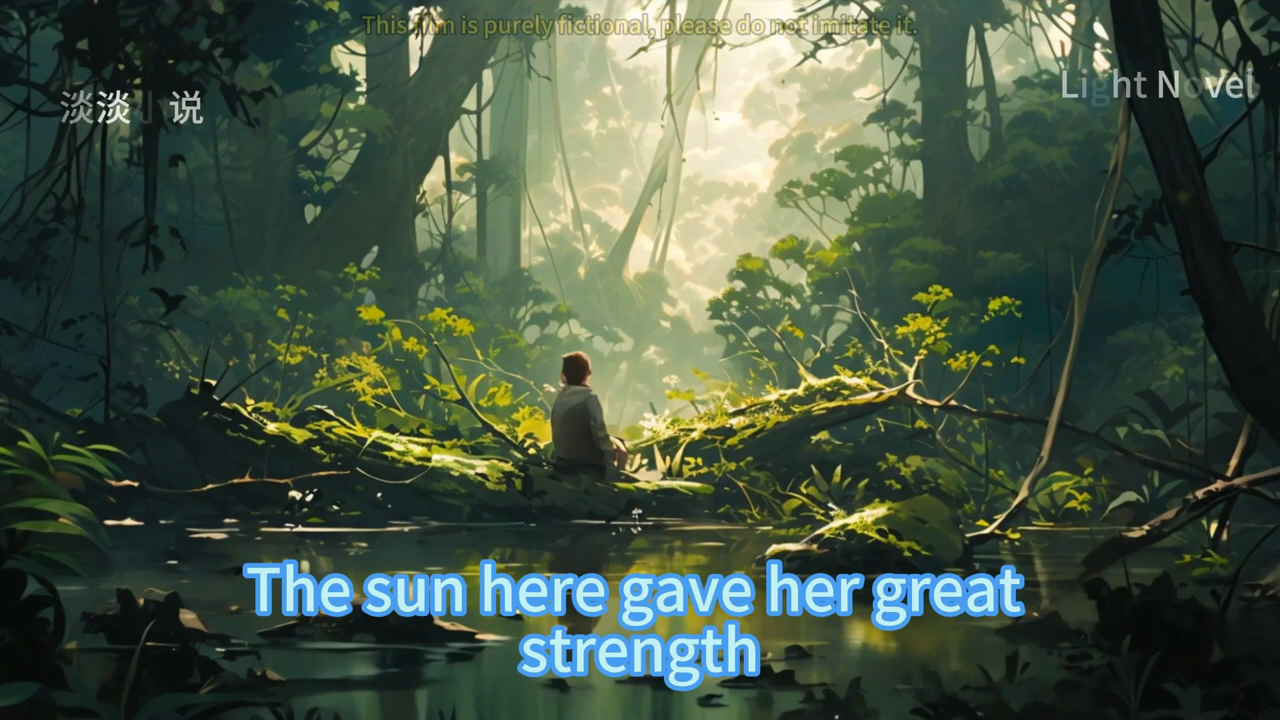 This film is purely fictional, please do not imitate it.
Light Novel
淡淡 说
The sun here gave her great
strength